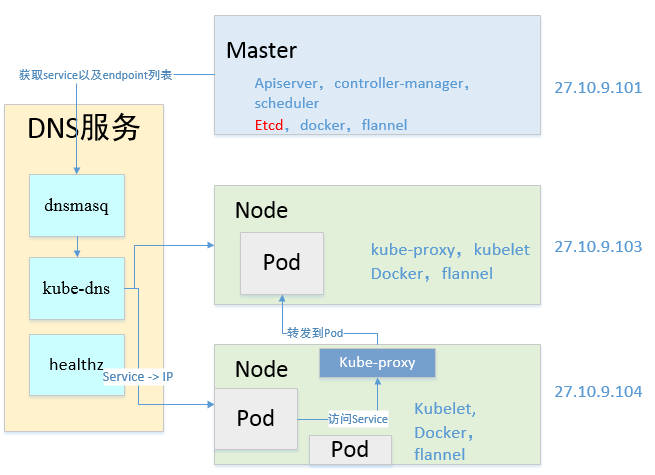 Master
Apiserver，controller-manager，
scheduler
Etcd，docker，flannel
27.10.9.101
获取service以及endpoint列表
DNS服务
dnsmasq
kube-dns
healthz
Service -> IP
Node
Pod
kube-proxy，kubelet
Docker，flannel
27.10.9.103
转发到Pod
Node
Kube-proxy
Pod
访问Service
Pod
Kubelet,
Docker，
flannel
27.10.9.104